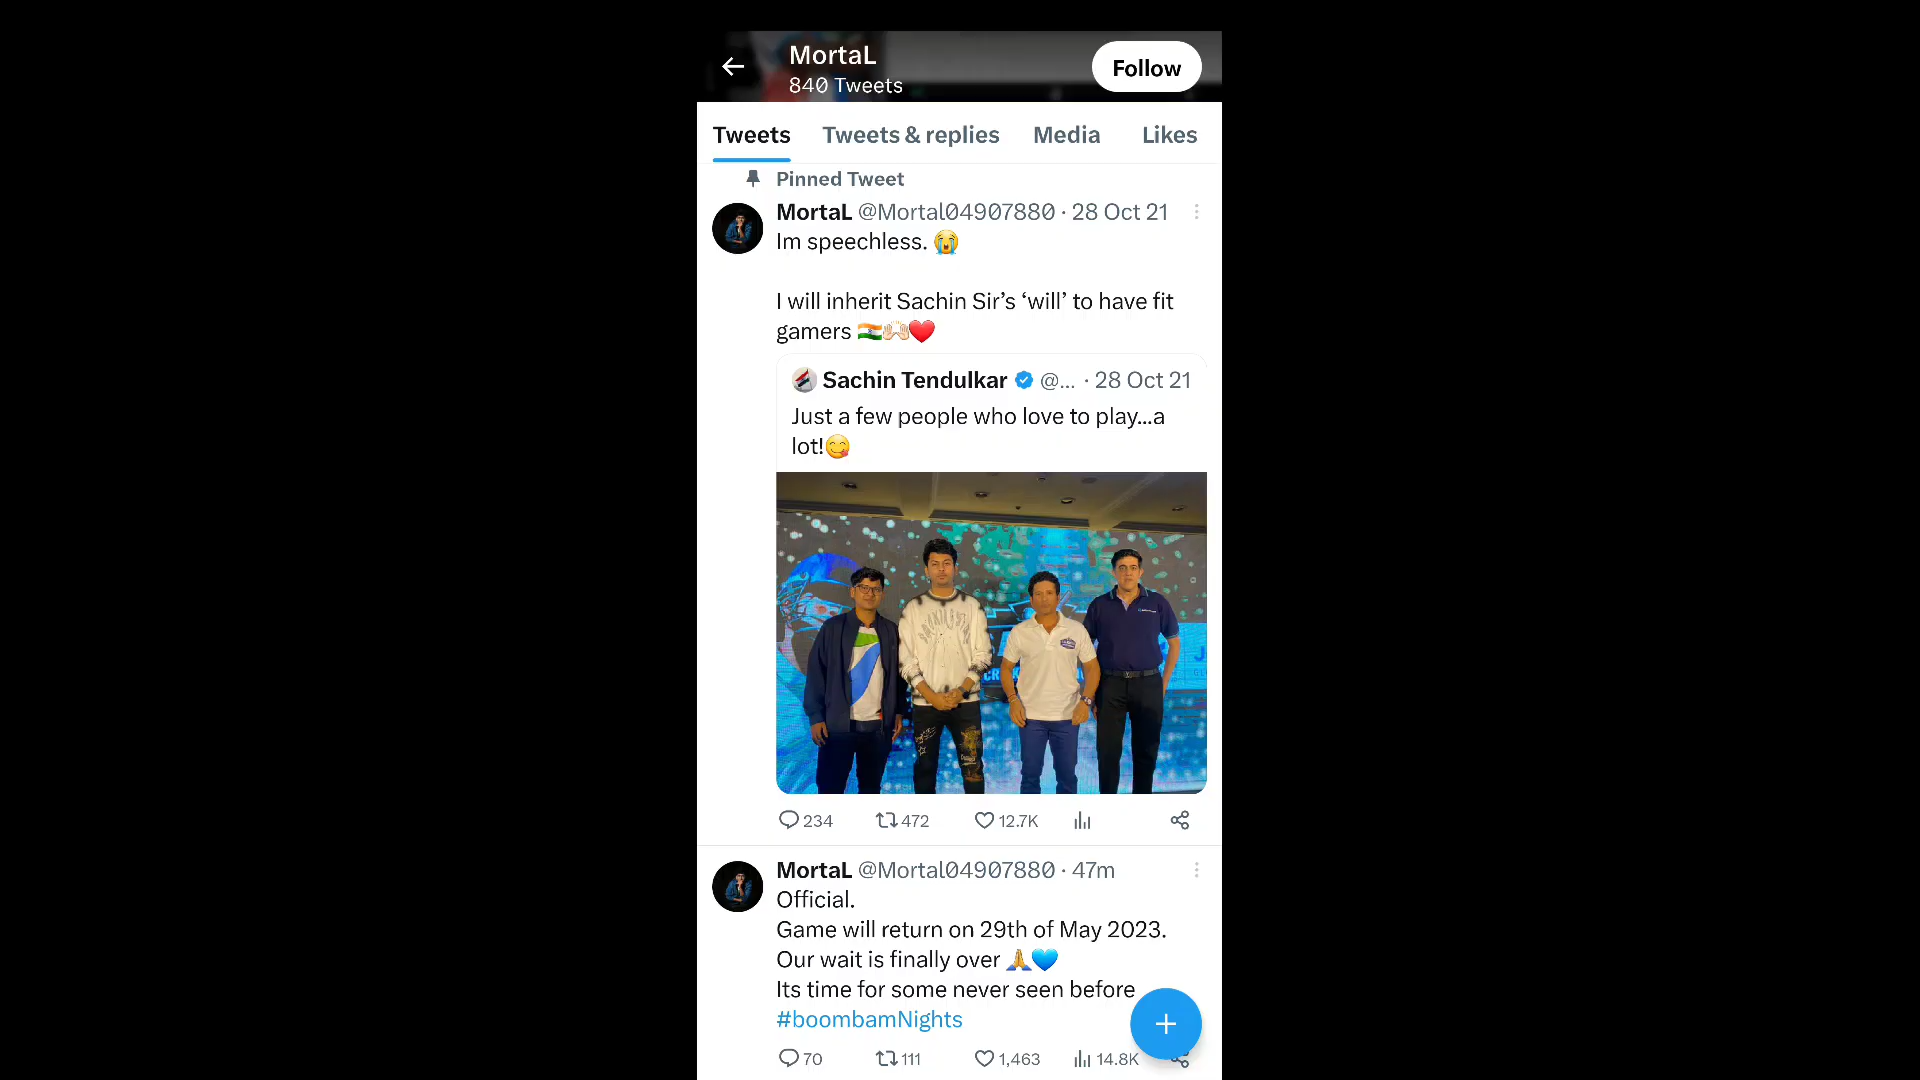 MortaL
840 Tweets
Follow
Tweets
Tweets & replies
Media
Likes
Pinned Tweet
MortaL @Mortal04907880 · 28 Oct 21
Im speechless. 😭
I will inherit Sachin Sir’s ‘will’ to have fit
gamers 🇮🇳🙌🏻❤️
Sachin Tendulkar @... · 28 Oct 21
Just a few people who love to play...a
lot!😋
234
472
12.7K
MortaL @Mortal04907880 · 47m
Official.
Game will return on 29th of May 2023.
Our wait is finally over 🙏💙
Its time for some never seen before
#boombamNights
70
111
1,463
14.8K